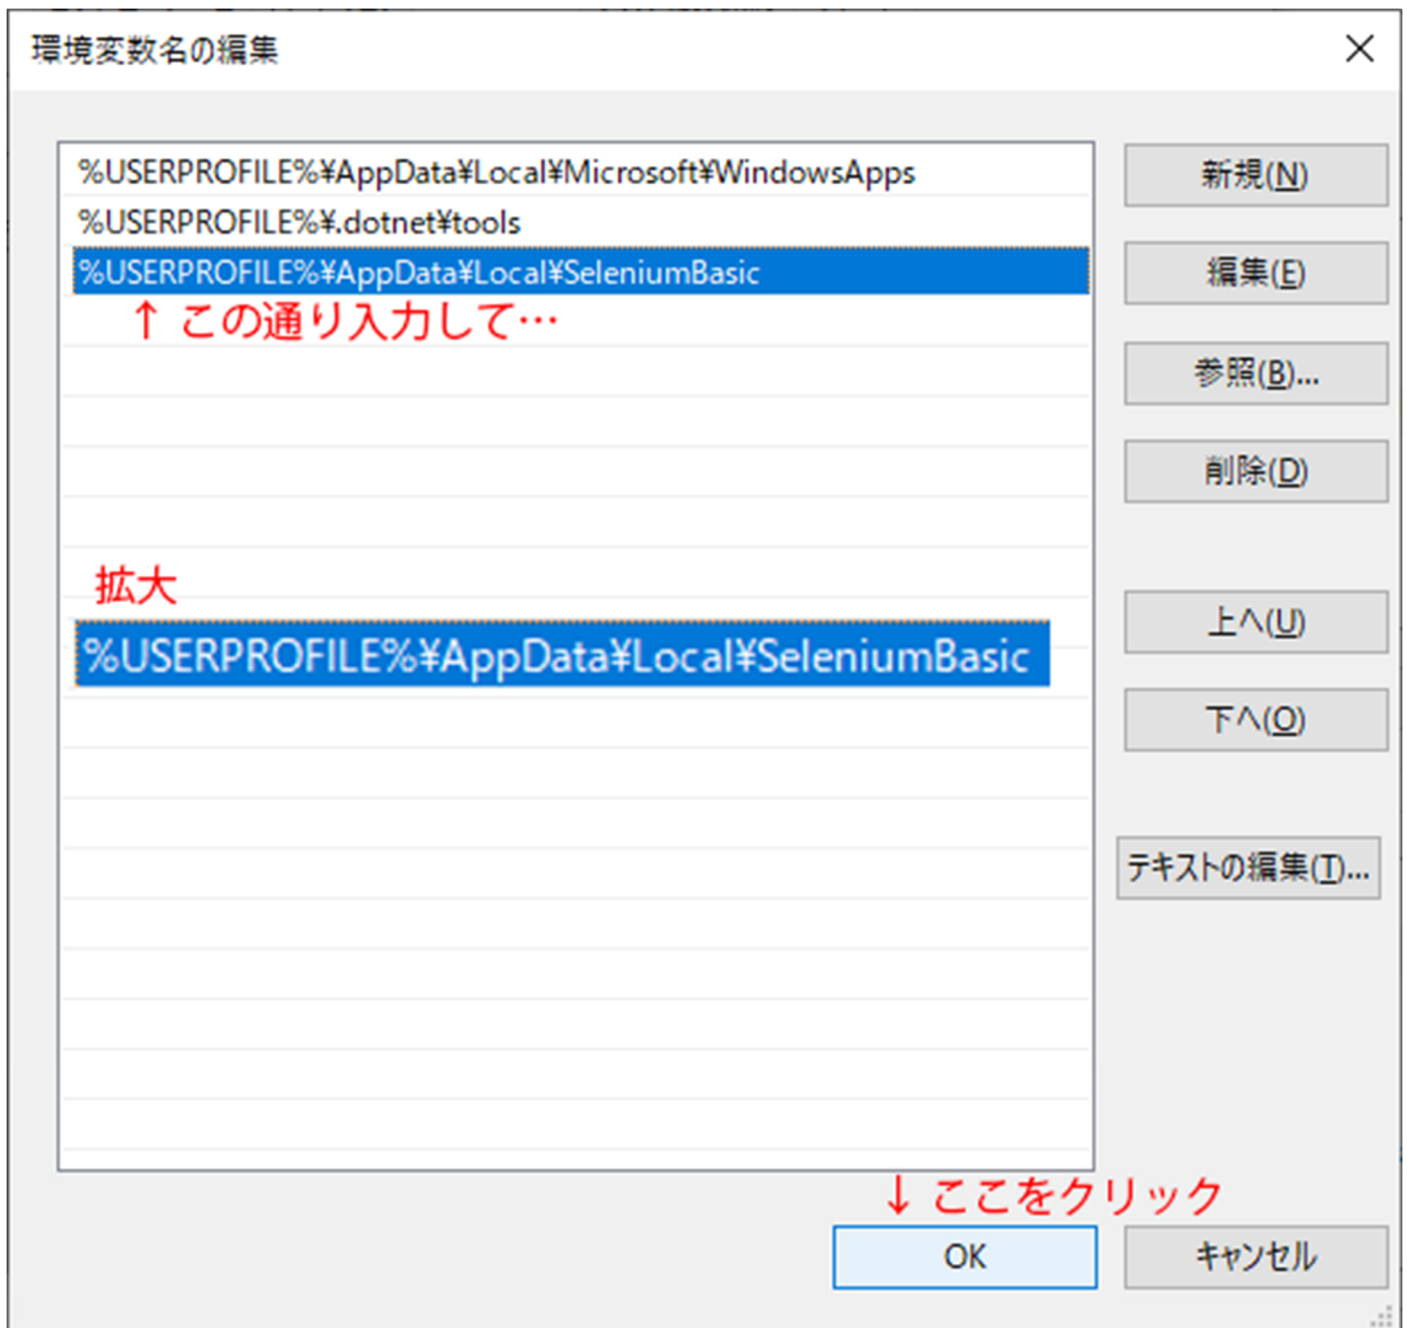 環境変数名の編集
%USERPROFILE%¥AppData¥Local¥Microsoft¥WindowsApps
%USERPROFILE%¥.dotnet¥tools
%USERPROFILE%¥AppData¥Local¥SeleniumBasic
↑ この通り入力して…
拡大
%USERPROFILE%¥AppData¥Local¥SeleniumBasic
新規(N)
編集(E)
参照(B)...
削除(D)
上へ(U)
下へ(O)
テキストの編集(T)...
↓ ここをクリック
OK
キャンセル